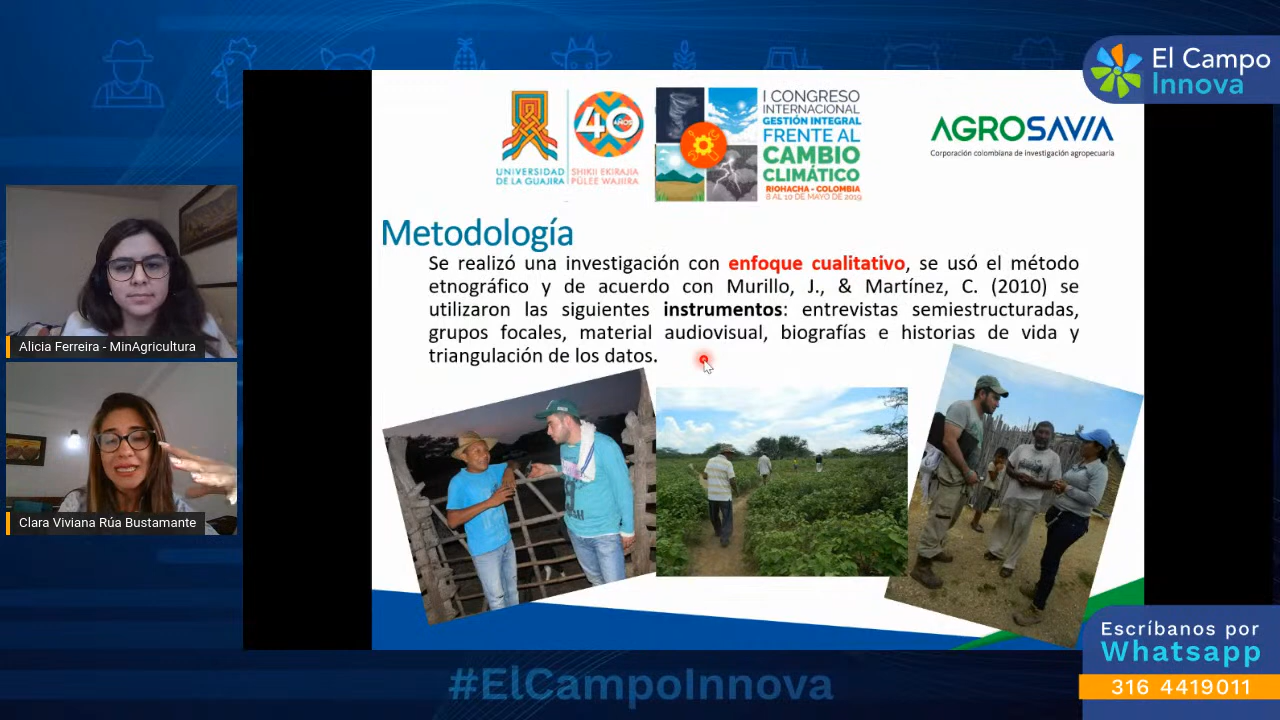 El Campo
Innova
UNIVERSIDAD
DE LA GUAJIRA
40
AÑOS
SHIKII EKIRAJIA
PÜLEE WAJIIRA
I CONGRESO
INTERNACIONAL
GESTIÓN INTEGRAL
FRENTE AL
CAMBIO
CLIMÁTICO
RIOHACHA - COLOMBIA
8 AL 10 DE MAYO DE 2019
AGROSAVIA
Corporación colombiana de investigación agropecuaria
Metodología
Se realizó una investigación con enfoque cualitativo, se usó el método
etnográfico y de acuerdo con Murillo, J., & Martínez, C. (2010) se
utilizaron las siguientes instrumentos: entrevistas semiestructuradas,
grupos focales, material audiovisual, biografías e historias de vida y
triangulación de los datos.
Alicia Ferreira - MinAgricultura
Clara Viviana Rúa Bustamante
#ElCampoInnova
Escríbanos por
Whatsapp
316 4419011